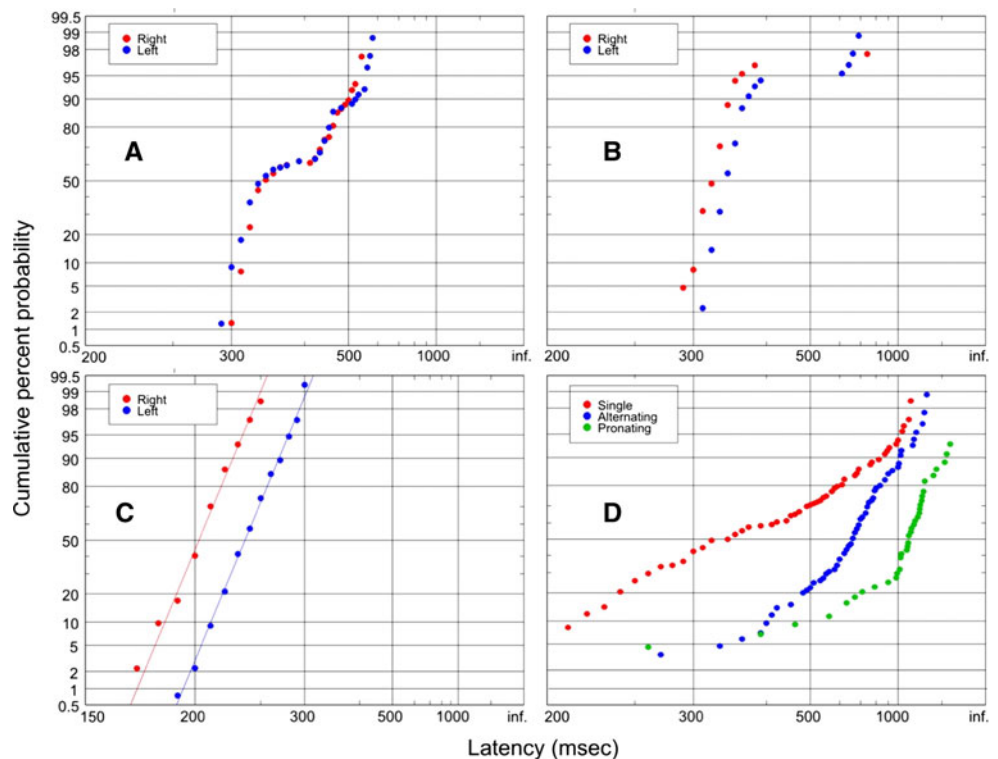 99.5
99
98
95
90
80
50
20
10
5
2
1
0.5
Right
Left
A
200 300 500 1000 inf.
Right
Left
B
200 300 500 1000 inf.
99.5
99
98
95
90
80
50
20
10
5
2
1
0.5
Right
Left
C
150 200 300 500 1000 inf.
Single
Alternating
Pronating
D
200 300 500 1000 inf.
Cumulative percent probability
Latency (msec)